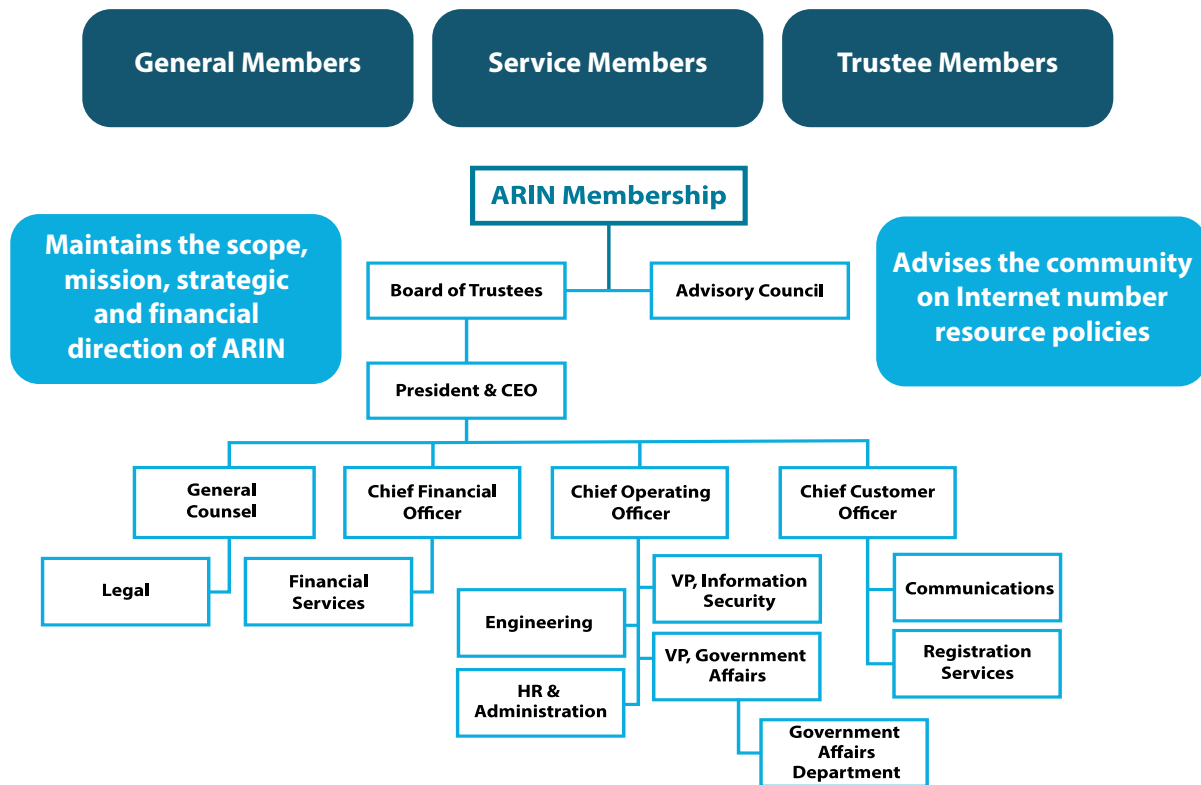 General Members
Service Members
Trustee Members
ARIN Membership
Maintains the scope,
mission, strategic
and financial
direction of ARIN
Board of Trustees
Advisory Council
Advises the community
on Internet number
resource policies
President & CEO
General
Counsel
Chief Financial
Officer
Chief Operating
Officer
Chief Customer
Officer
Legal
Financial
Services
Engineering
HR &
Administration
VP, Information
Security
VP, Government
Affairs
Government
Affairs
Department
Communications
Registration
Services